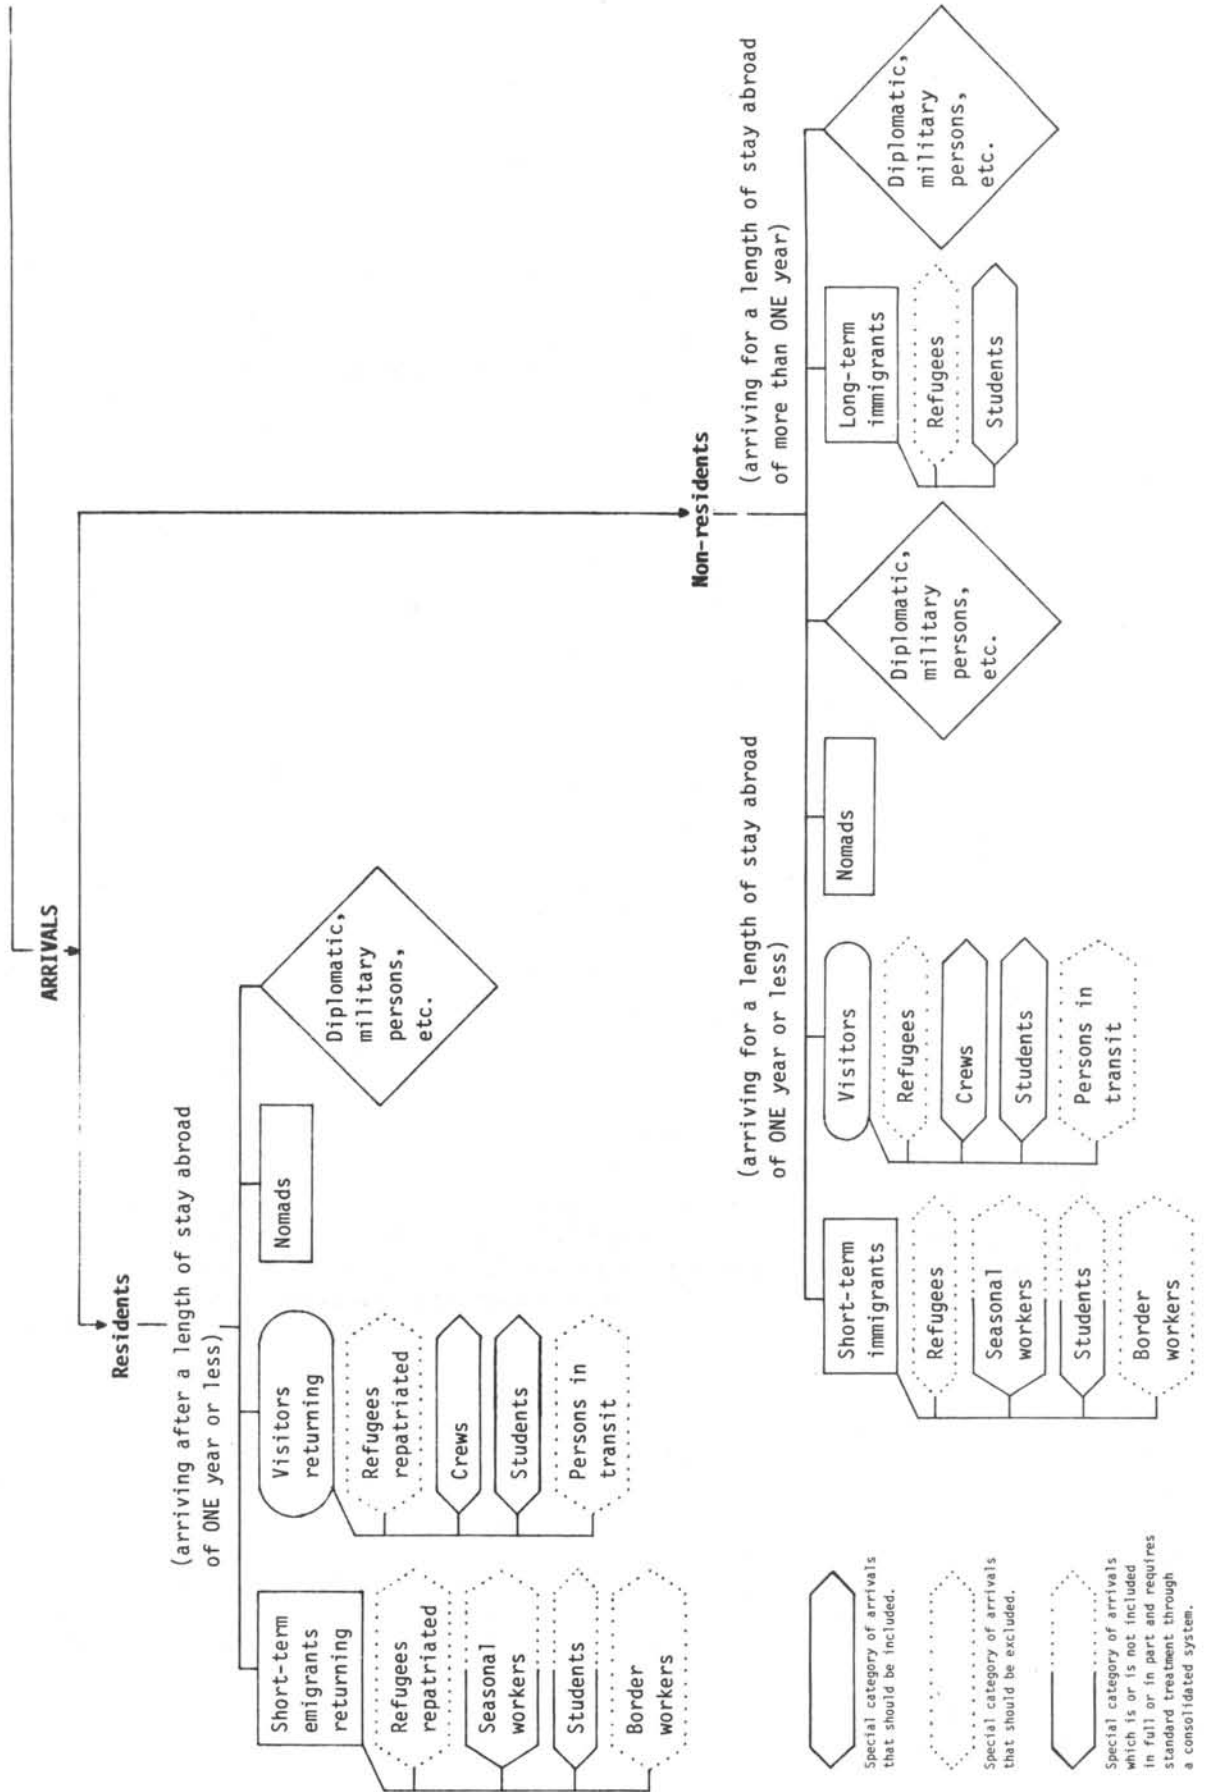 ARRIVALS
Residents
(arriving after a length of stay abroad
of ONE year or less)
Short-term
emigrants
returning
Refugees
repatriated
Seasonal
workers
Students
Border
workers
Visitors
returning
Refugees
repatriated
Crews
Students
Persons in
transit
Nomads
Diplomatic,
military
persons,
etc.
Non-residents
(arriving for a length of stay abroad
of ONE year or less)
Short-term
immigrants
Refugees
Seasonal
workers
Students
Border
workers
Visitors
Refugees
Crews
Students
Persons in
transit
Nomads
Diplomatic,
military
persons,
etc.
(arriving for a length of stay abroad
of more than ONE year)
Long-term
immigrants
Refugees
Students
Diplomatic,
military
persons,
etc.
Special category of arrivals
that should be included.
Special category of arrivals
that should be excluded.
Special category of arrivals
which is or is not included
in full or in part and requires
standard treatment through
a consolidated system.